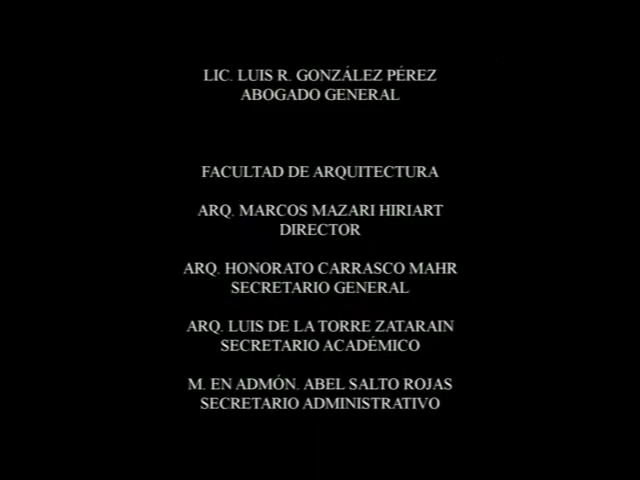 LIC. LUIS R. GONZÁLEZ PÉREZ
ABOGADO GENERAL
FACULTAD DE ARQUITECTURA
ARQ. MARCOS MAZARI HIRIART
DIRECTOR
ARQ. HONORATO CARRASCO MAHR
SECRETARIO GENERAL
ARQ. LUIS DE LA TORRE ZATARAIN
SECRETARIO ACADÉMICO
M. EN ADMÓN. ABEL SALTO ROJAS
SECRETARIO ADMINISTRATIVO